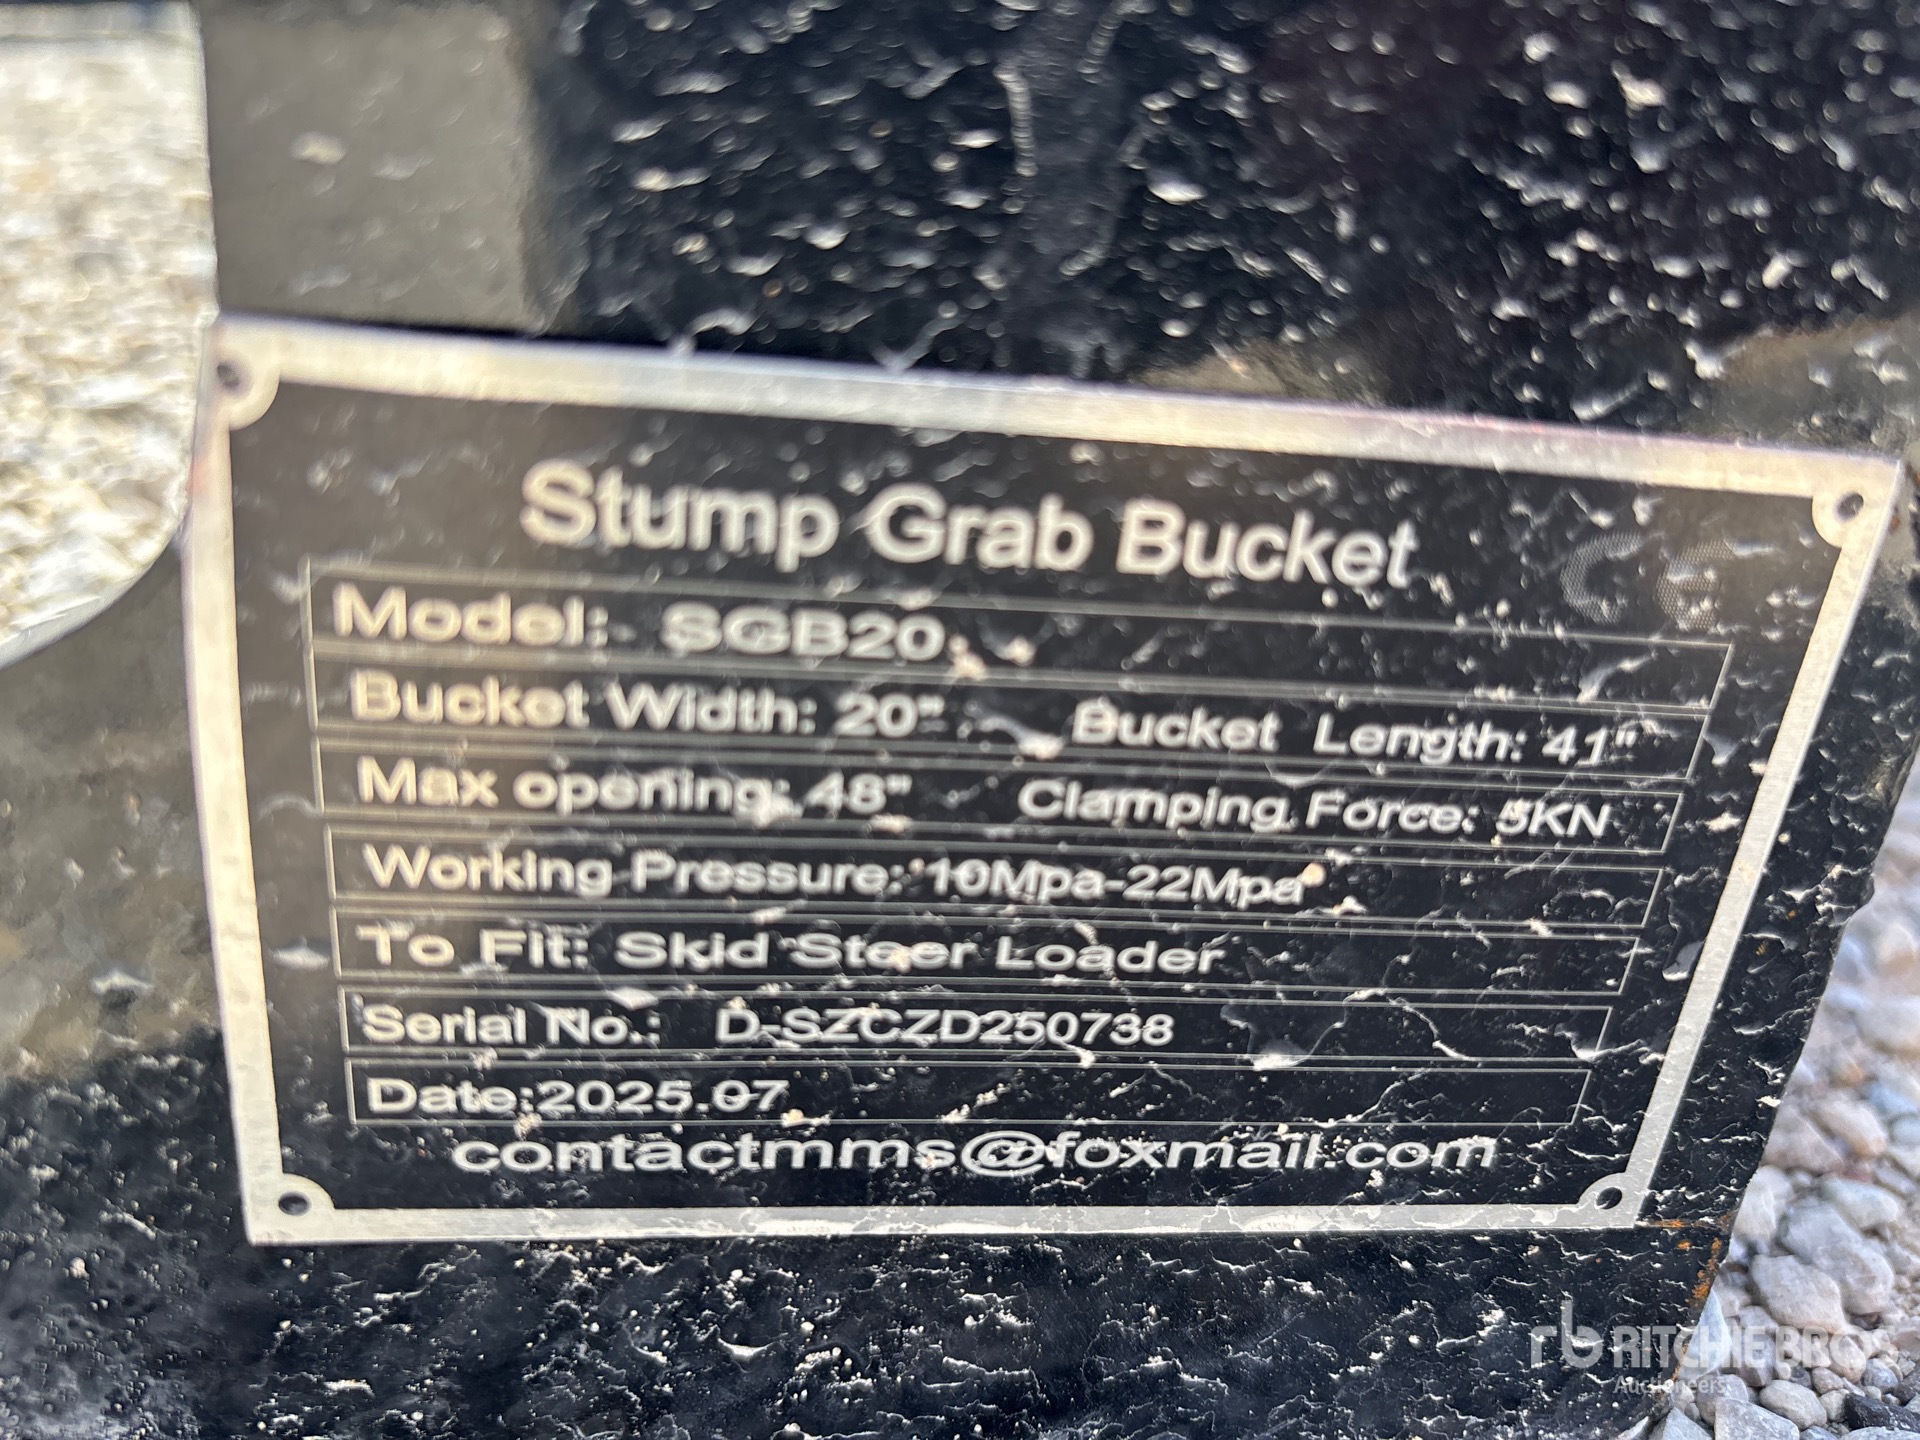 Stump Grab Bucket
CE
Model: SGB20
Bucket Width: 20" Bucket Length: 41"
Max opening: 48" Clamping Force: 5KN
Working Pressure: 16Mpa-22Mpa
To Fit: Skid Steer Loader
Serial No.: D-SZCZD250738
Date:2025.07
contactmms@foxmail.com
rb RITCHIE BROS
Auctioneers